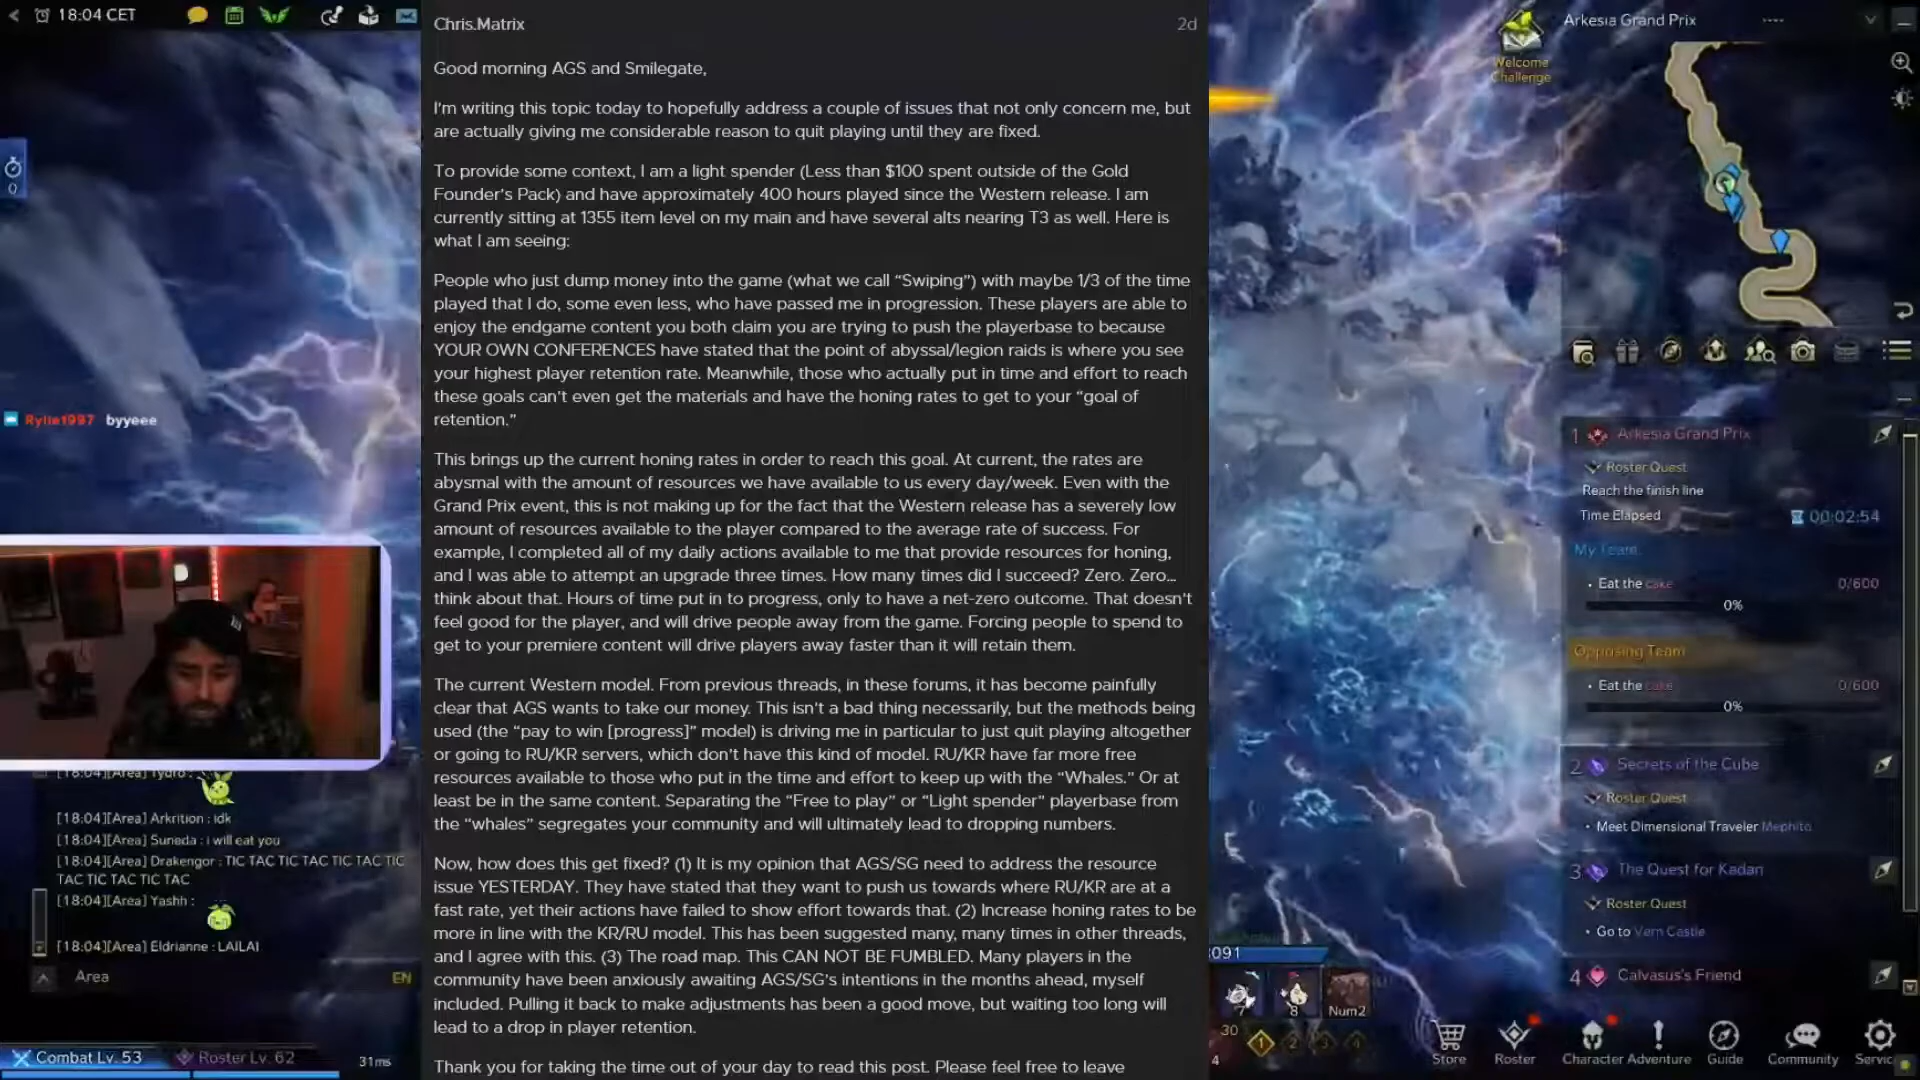 18:04 CET
0
Rylie1997 byyeee
[18:04][Area] Tydro :
[18:04][Area] Arkrition : idk
[18:04][Area] Suneda : i will eat you
[18:04][Area] Drakengor : TIC TAC TIC TAC TIC TAC TIC
TAC TIC TAC TIC TAC
[18:04][Area] Yashh :
[18:04][Area] Eldrianne : LAILAI
Area
EN
Combat Lv. 53
Roster Lv. 62
31ms
Chris.Matrix
2d
Good morning AGS and Smilegate,
I'm writing this topic today to hopefully address a couple of issues that not only concern me, but
are actually giving me considerable reason to quit playing until they are fixed.
To provide some context, I am a light spender (Less than $100 spent outside of the Gold
Founder's Pack) and have approximately 400 hours played since the Western release. I am
currently sitting at 1355 item level on my main and have several alts nearing T3 as well. Here is
what I am seeing:
People who just dump money into the game (what we call “Swiping”) with maybe 1/3 of the time
played that I do, some even less, who have passed me in progression. These players are able to
enjoy the endgame content you both claim you are trying to push the playerbase to because
YOUR OWN CONFERENCES have stated that the point of abyssal/legion raids is where you see
your highest player retention rate. Meanwhile, those who actually put in time and effort to reach
these goals can't even get the materials and have the honing rates to get to your “goal of
retention.”
This brings up the current honing rates in order to reach this goal. At current, the rates are
abysmal with the amount of resources we have available to us every day/week. Even with the
Grand Prix event, this is not making up for the fact that the Western release has a severely low
amount of resources available to the player compared to the average rate of success. For
example, I completed all of my daily actions available to me that provide resources for honing,
and I was able to attempt an upgrade three times. How many times did I succeed? Zero. Zero...
think about that. Hours of time put in to progress, only to have a net-zero outcome. That doesn't
feel good for the player, and will drive people away from the game. Forcing people to spend to
get to your premiere content will drive players away faster than it will retain them.
The current Western model. From previous threads, in these forums, it has become painfully
clear that AGS wants to take our money. This isn't a bad thing necessarily, but the methods being
used (the “pay to win [progress]” model) is driving me in particular to just quit playing altogether
or going to RU/KR servers, which don't have this kind of model. RU/KR have far more free
resources available to those who put in the time and effort to keep up with the “Whales.” Or at
least be in the same content. Separating the “Free to play” or “Light spender” playerbase from
the “whales” segregates your community and will ultimately lead to dropping numbers.
Now, how does this get fixed? (1) It is my opinion that AGS/SG need to address the resource
issue YESTERDAY. They have stated that they want to push us towards where RU/KR are at a
fast rate, yet their actions have failed to show effort towards that. (2) Increase honing rates to be
more in line with the KR/RU model. This has been suggested many, many times in other threads,
and I agree with this. (3) The road map. This CAN NOT BE FUMBLED. Many players in the
community have been anxiously awaiting AGS/SG's intentions in the months ahead, myself
included. Pulling it back to make adjustments has been a good move, but waiting too long will
lead to a drop in player retention.
Thank you for taking the time out of your day to read this post. Please feel free to leave
Welcome
Challenge
Arkesia Grand Prix
1 Arkesia Grand Prix
Roster Quest
Reach the finish line
Time Elapsed 00:02:54
My Team
Eat the cake 0/600
0%
Opposing Team
Eat the cake 0/600
0%
2 Secrets of the Cube
Roster Quest
Meet Dimensional Traveler Mephito
3 The Quest for Kadan
Roster Quest
Go to Vern Castle
4 Calvasus's Friend
091
7
8
Num2
30
4
1 2 3 4
Store
Roster
Character
Adventure
Guide
Community
Servic